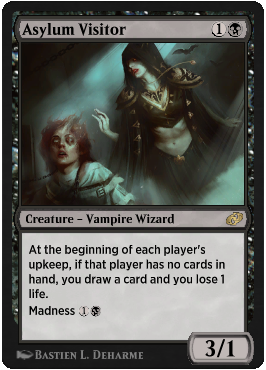 Asylum Visitor 1
Creature – Vampire Wizard
At the beginning of each player's
upkeep, if that player has no cards in
hand, you draw a card and you lose 1
life.
Madness 1
Bastien L. Deharme
3/1